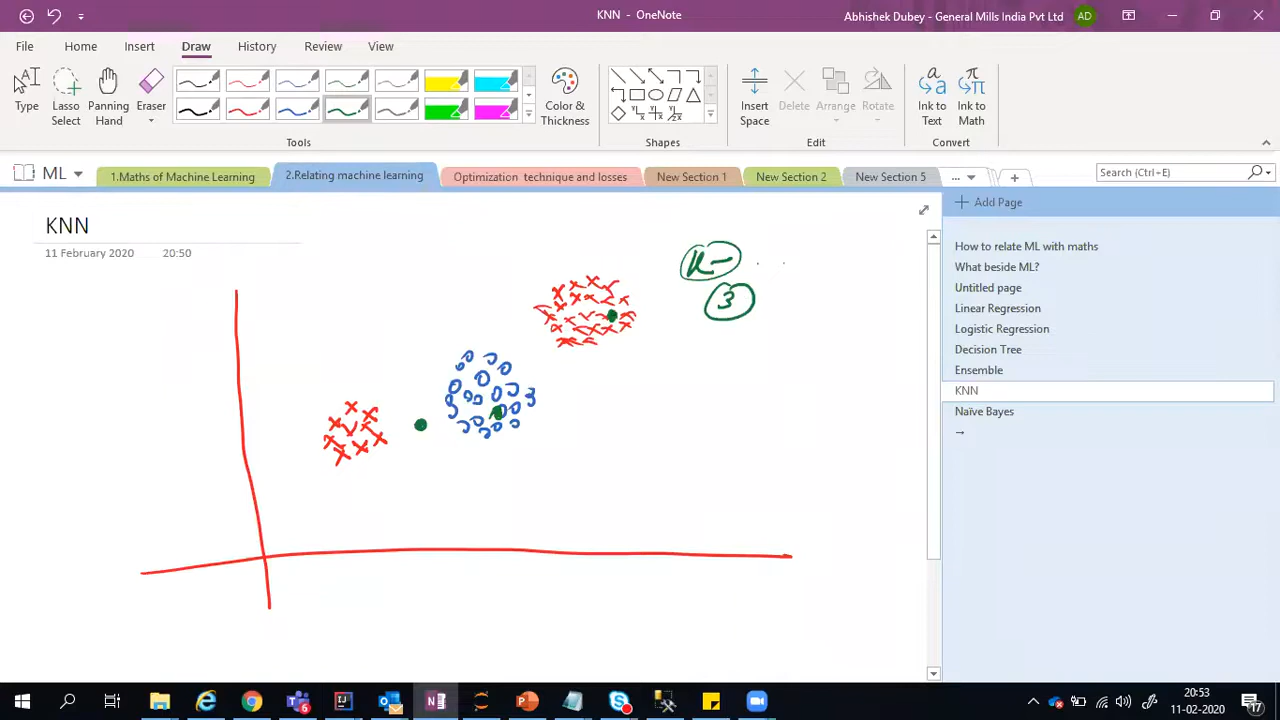 KNN - OneNote
Abhishek Dubey - General Mills India Pvt Ltd AD
File Home Insert Draw History Review View
Type
Lasso Select
Panning Hand
Eraser
Color & Thickness
Insert Space
Delete
Arrange
Rotate
Ink to Text
Ink to Math
Tools
Shapes
Edit
Convert
ML 1.Maths of Machine Learning 2.Relating machine learning Optimization technique and losses New Section 1 New Section 2 New Section 5 ... Search (Ctrl+E)
Add Page
KNN
11 February 2020 20:50
K-
3
How to relate ML with maths
What beside ML?
Untitled page
Linear Regression
Logistic Regression
Decision Tree
Ensemble
KNN
Naïve Bayes
→
20:53
11-02-2020
17